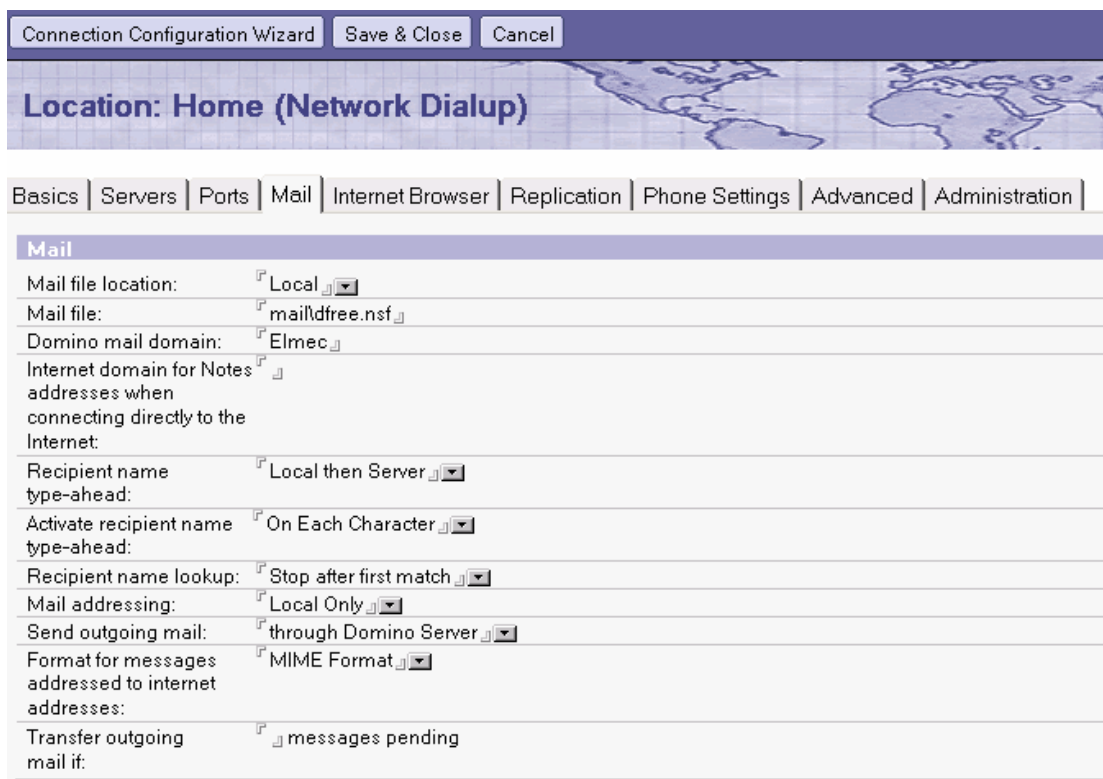 Connection Configuration Wizard Save & Close Cancel
Location: Home (Network Dialup)
Basics Servers Ports Mail Internet Browser Replication Phone Settings Advanced Administration
Mail
Mail file location: Local
Mail file: mail\dfree.nsf
Domino mail domain: Elmec
Internet domain for Notes
addresses when
connecting directly to the
Internet:
Recipient name Local then Server
type-ahead:
Activate recipient name On Each Character
type-ahead:
Recipient name lookup: Stop after first match
Mail addressing: Local Only
Send outgoing mail: through Domino Server
Format for messages MIME Format
addressed to internet
addresses:
Transfer outgoing messages pending
mail if: